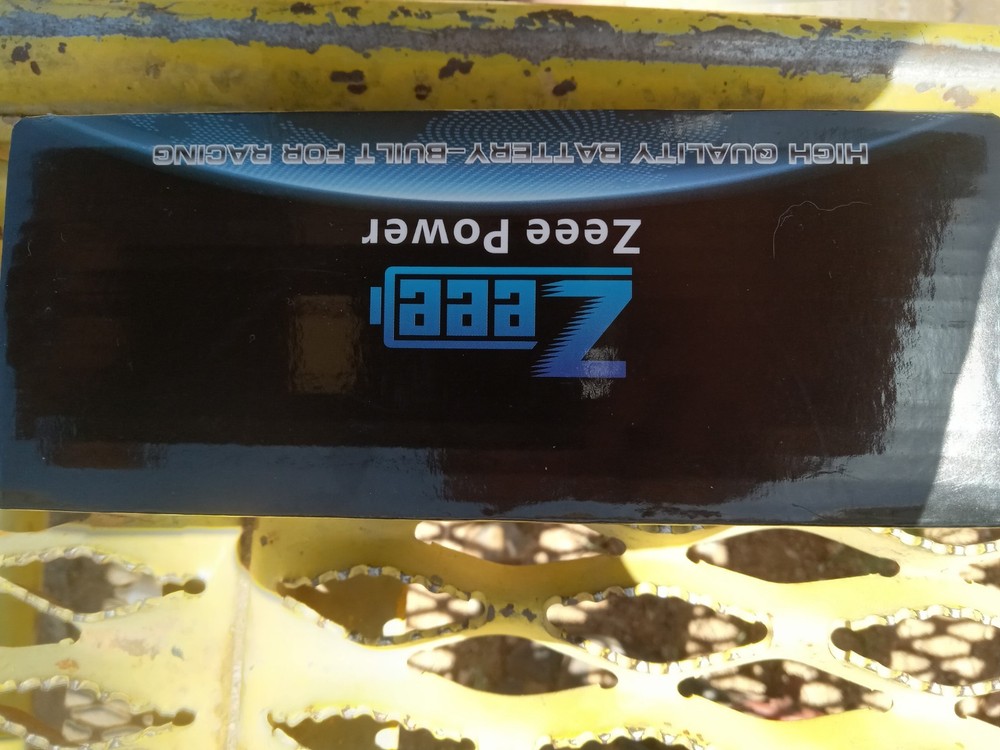 Zeee
Zeee Power
HIGH QUALITY BATTERY-BUILT FOR RACING